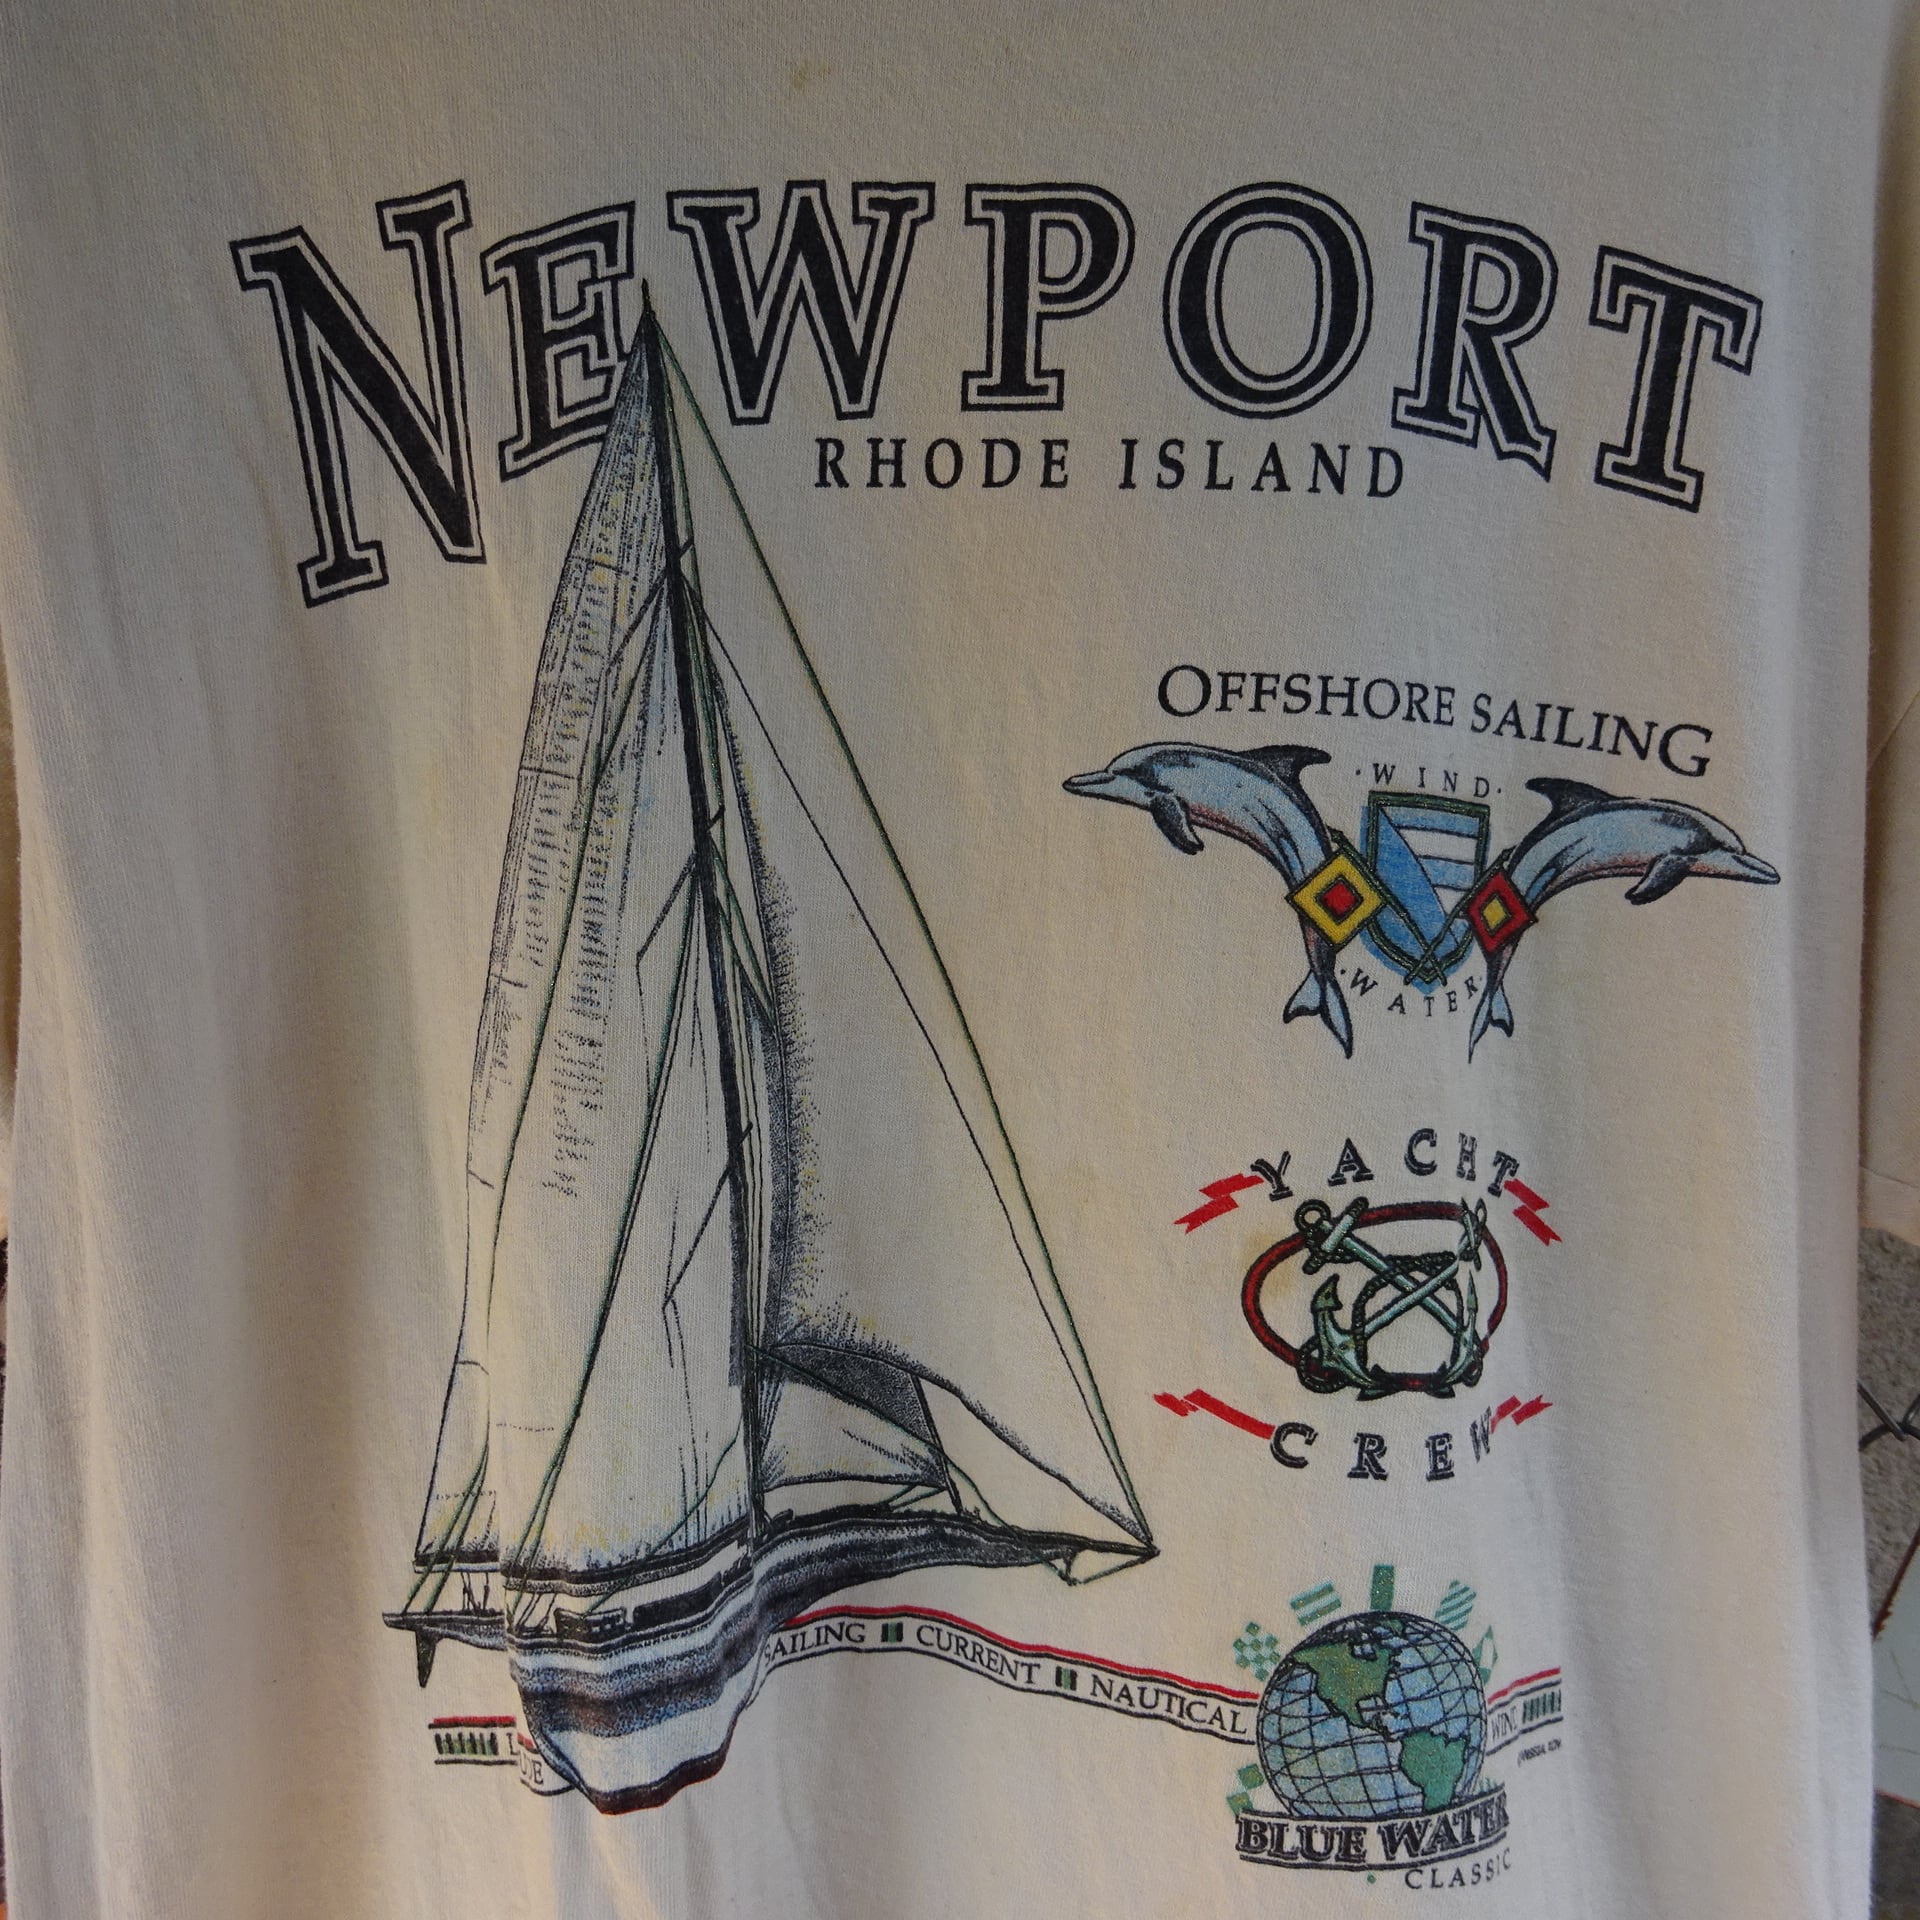 NEWPORT
RHODE ISLAND
OFFSHORE SAILING
·WIND·
·WATER·
YACHT
CREW
SAILING CURRENT NAUTICAL
BLUE WATER
CLASSIC